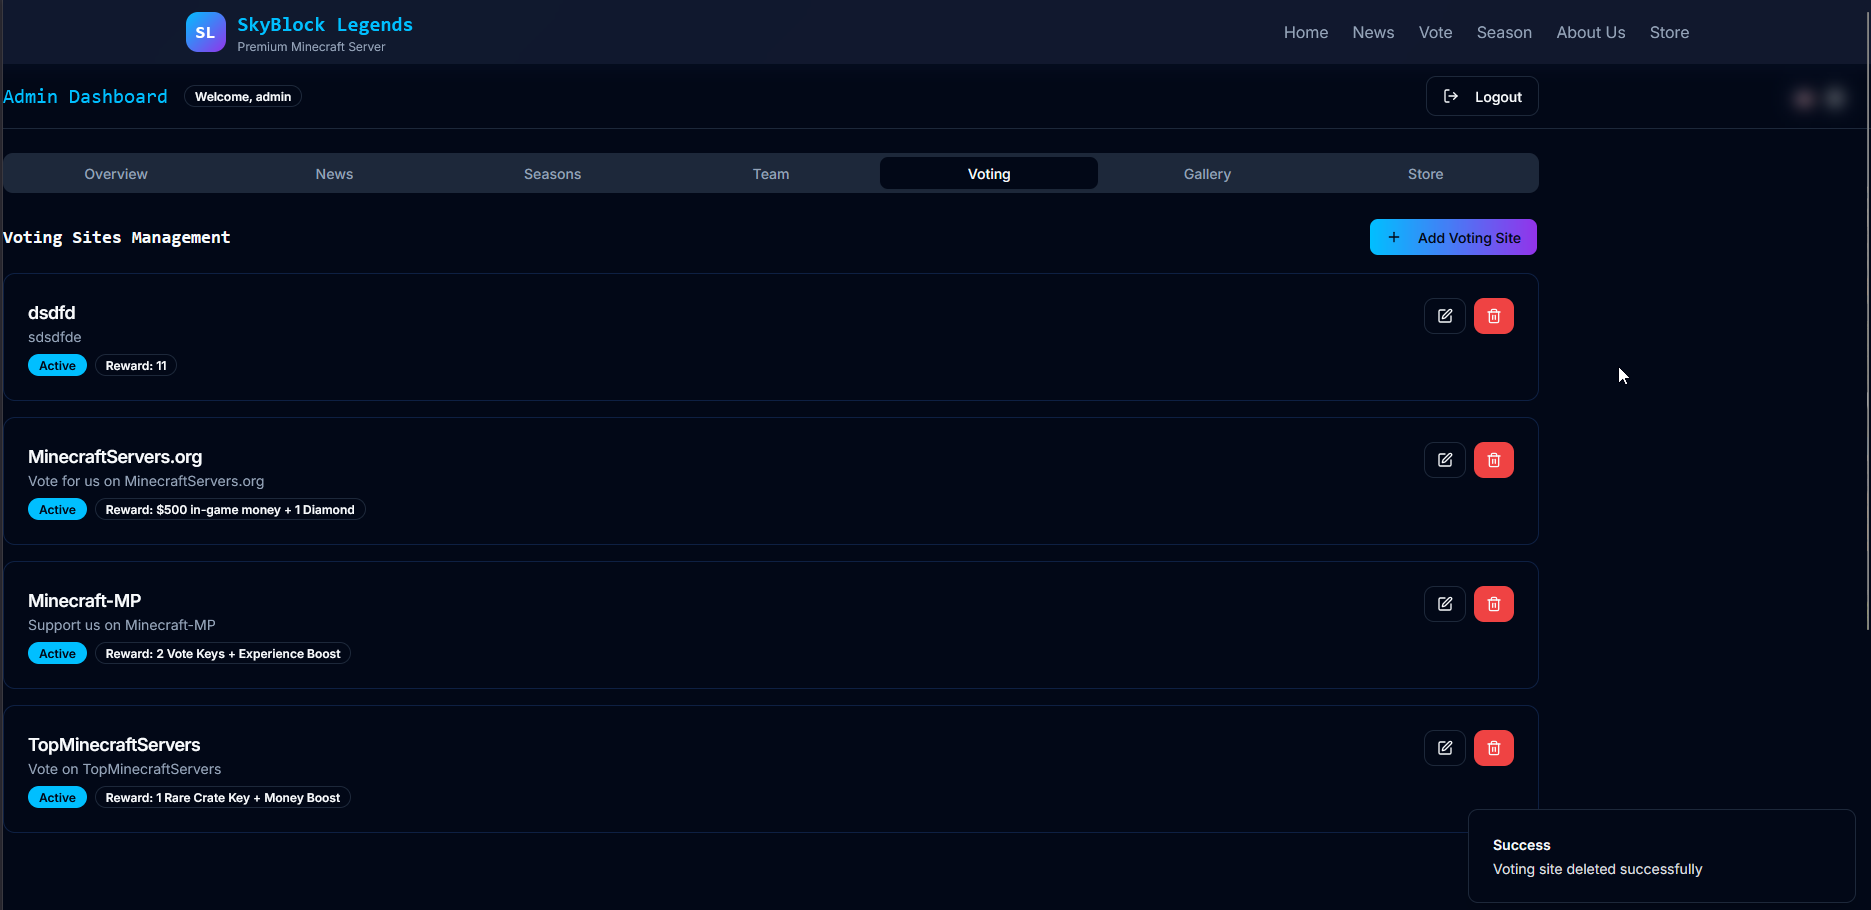 SL
SkyBlock Legends
Premium Minecraft Server
Home News Vote Season About Us Store
Admin Dashboard
Welcome, admin
Logout
Overview News Seasons Team Voting Gallery Store
Voting Sites Management
+ Add Voting Site
dsdfd
sdsdfde
Active Reward: 11
MinecraftServers.org
Vote for us on MinecraftServers.org
Active Reward: $500 in-game money + 1 Diamond
Minecraft-MP
Support us on Minecraft-MP
Active Reward: 2 Vote Keys + Experience Boost
TopMinecraftServers
Vote on TopMinecraftServers
Active Reward: 1 Rare Crate Key + Money Boost
Success
Voting site deleted successfully